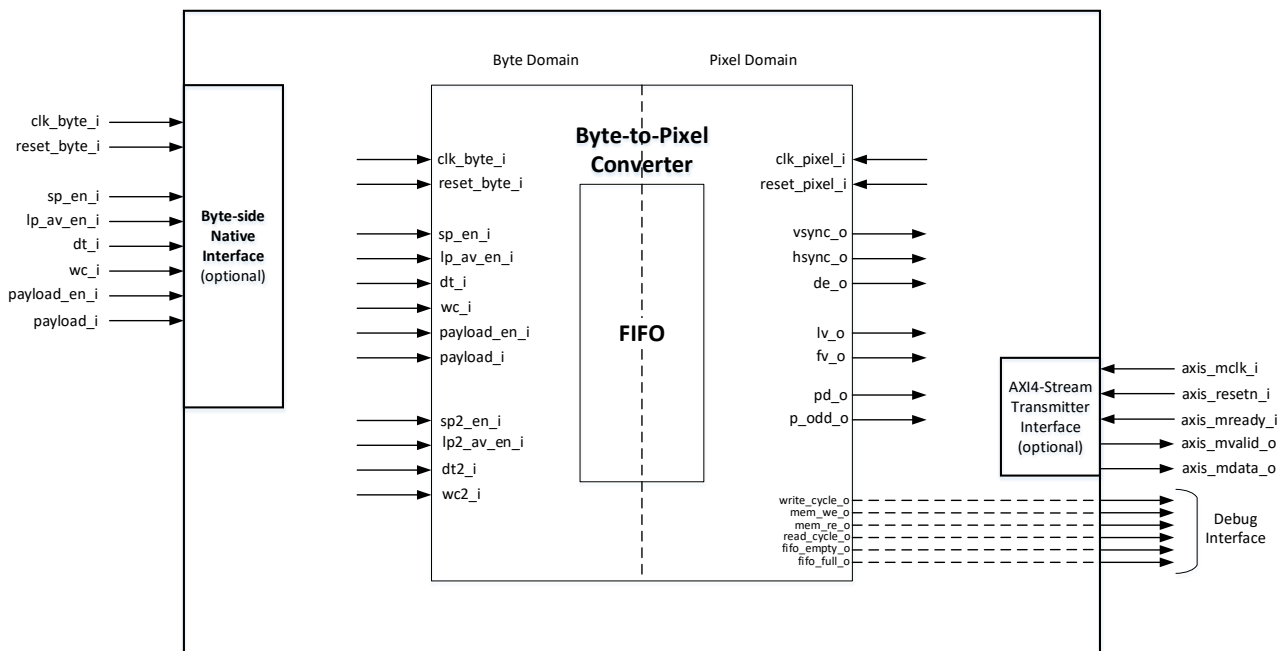 Byte Domain
Pixel Domain
clk_byte_i
reset_byte_i
sp_en_i
lp_av_en_i
dt_i
wc_i
payload_en_i
payload_i
Byte-side
Native
Interface
(optional)
Byte-to-Pixel
Converter
FIFO
clk_byte_i
reset_byte_i
sp_en_i
lp_av_en_i
dt_i
wc_i
payload_en_i
payload_i
sp2_en_i
lp2_av_en_i
dt2_i
wc2_i
clk_pixel_i
reset_pixel_i
vsync_o
hsync_o
de_o
lv_o
fv_o
pd_o
p_odd_o
write_cycle_o
mem_we_o
mem_re_o
read_cycle_o
fifo_empty_o
fifo_full_o
AXI4-Stream
Transmitter
Interface
(optional)
axis_mclk_i
axis_resetn_i
axis_mready_i
axis_mvalid_o
axis_mdata_o
Debug
Interface